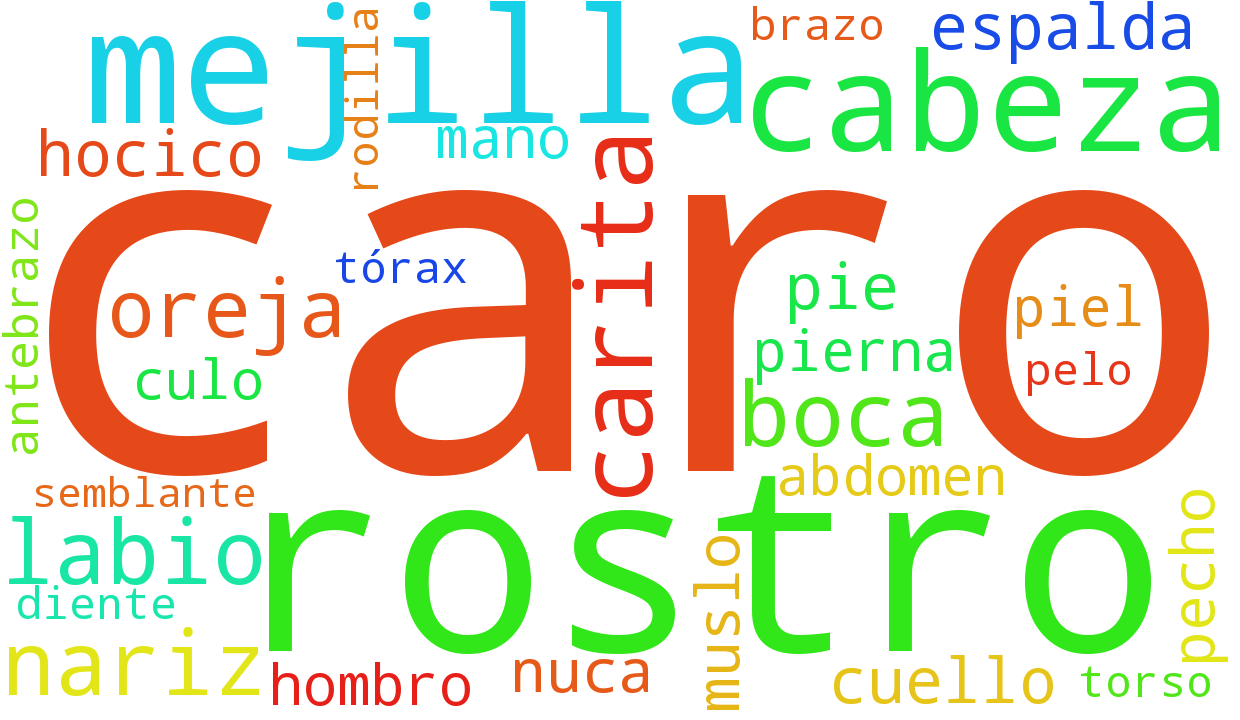 mejilla
rodilla
brazo
espalda
cabeza
hocico
mano
carita
caro
antebrazo
tórax
oreja
pie
piel
culo
pierna
pelo
boca
semblante
abdomen
labio
rostro
pecho
diente
muslo
nariz
hombro
nuca
cuello
torso